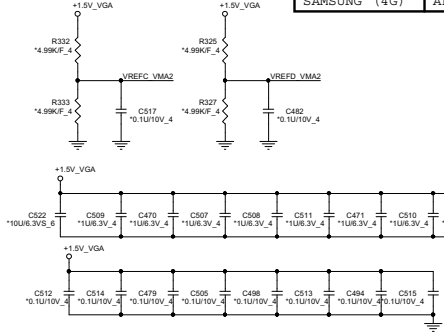 SAMSUNG (4G)
+1.5V_VGA
+1.5V_VGA
R332
*4.99K/F_4
R325
*4.99K/F_4
VREFC_VMA2
VREFD_VMA2
R333
*4.99K/F_4
C517
*0.1U/10V_4
R327
*4.99K/F_4
C482
*0.1U/10V_4
+1.5V_VGA
C522
*10U/6.3VS_6
C509
*1U/6.3V_4
C470
*1U/6.3V_4
C507
*1U/6.3V_4
C508
*1U/6.3V_4
C511
*1U/6.3V_4
C471
*1U/6.3V_4
C510
*1U/6.3V_4
+1.5V_VGA
C512
*0.1U/10V_4
C514
*0.1U/10V_4
C479
*0.1U/10V_4
C505
*0.1U/10V_4
C498
*0.1U/10V_4
C513
*0.1U/10V_4
C494
*0.1U/10V_4
C515
*0.1U/10V_4